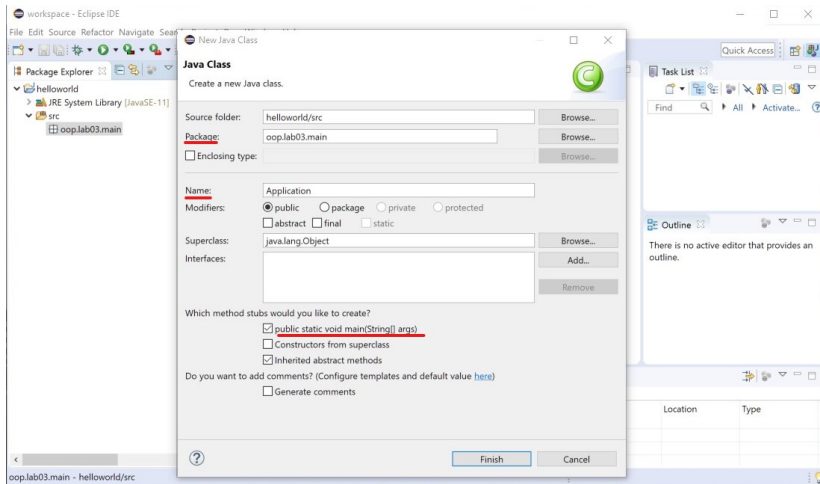 workspace - Eclipse IDE
File Edit Source Refactor Navigate
Quick Access
Package Explorer
helloworld
JRE System Library [JavaSE-11]
src
oop.lab03.main
New Java Class
Java Class
Create a new Java class.
Source folder: helloworld/src Browse...
Package: oop.lab03.main Browse...
Enclosing type: Browse...
Name: Application
Modifiers: public package private protected
abstract final static
Superclass: java.lang.Object Browse...
Interfaces: Add...
Remove
Which method stubs would you like to create?
public static void main(String[] args)
Constructors from superclass
Inherited abstract methods
Do you want to add comments? (Configure templates and default value here)
Generate comments
Finish Cancel
Task List
Find All Activate...
Outline
There is no active editor that provides an
outline.
Location Type
oop.lab03.main - helloworld/src